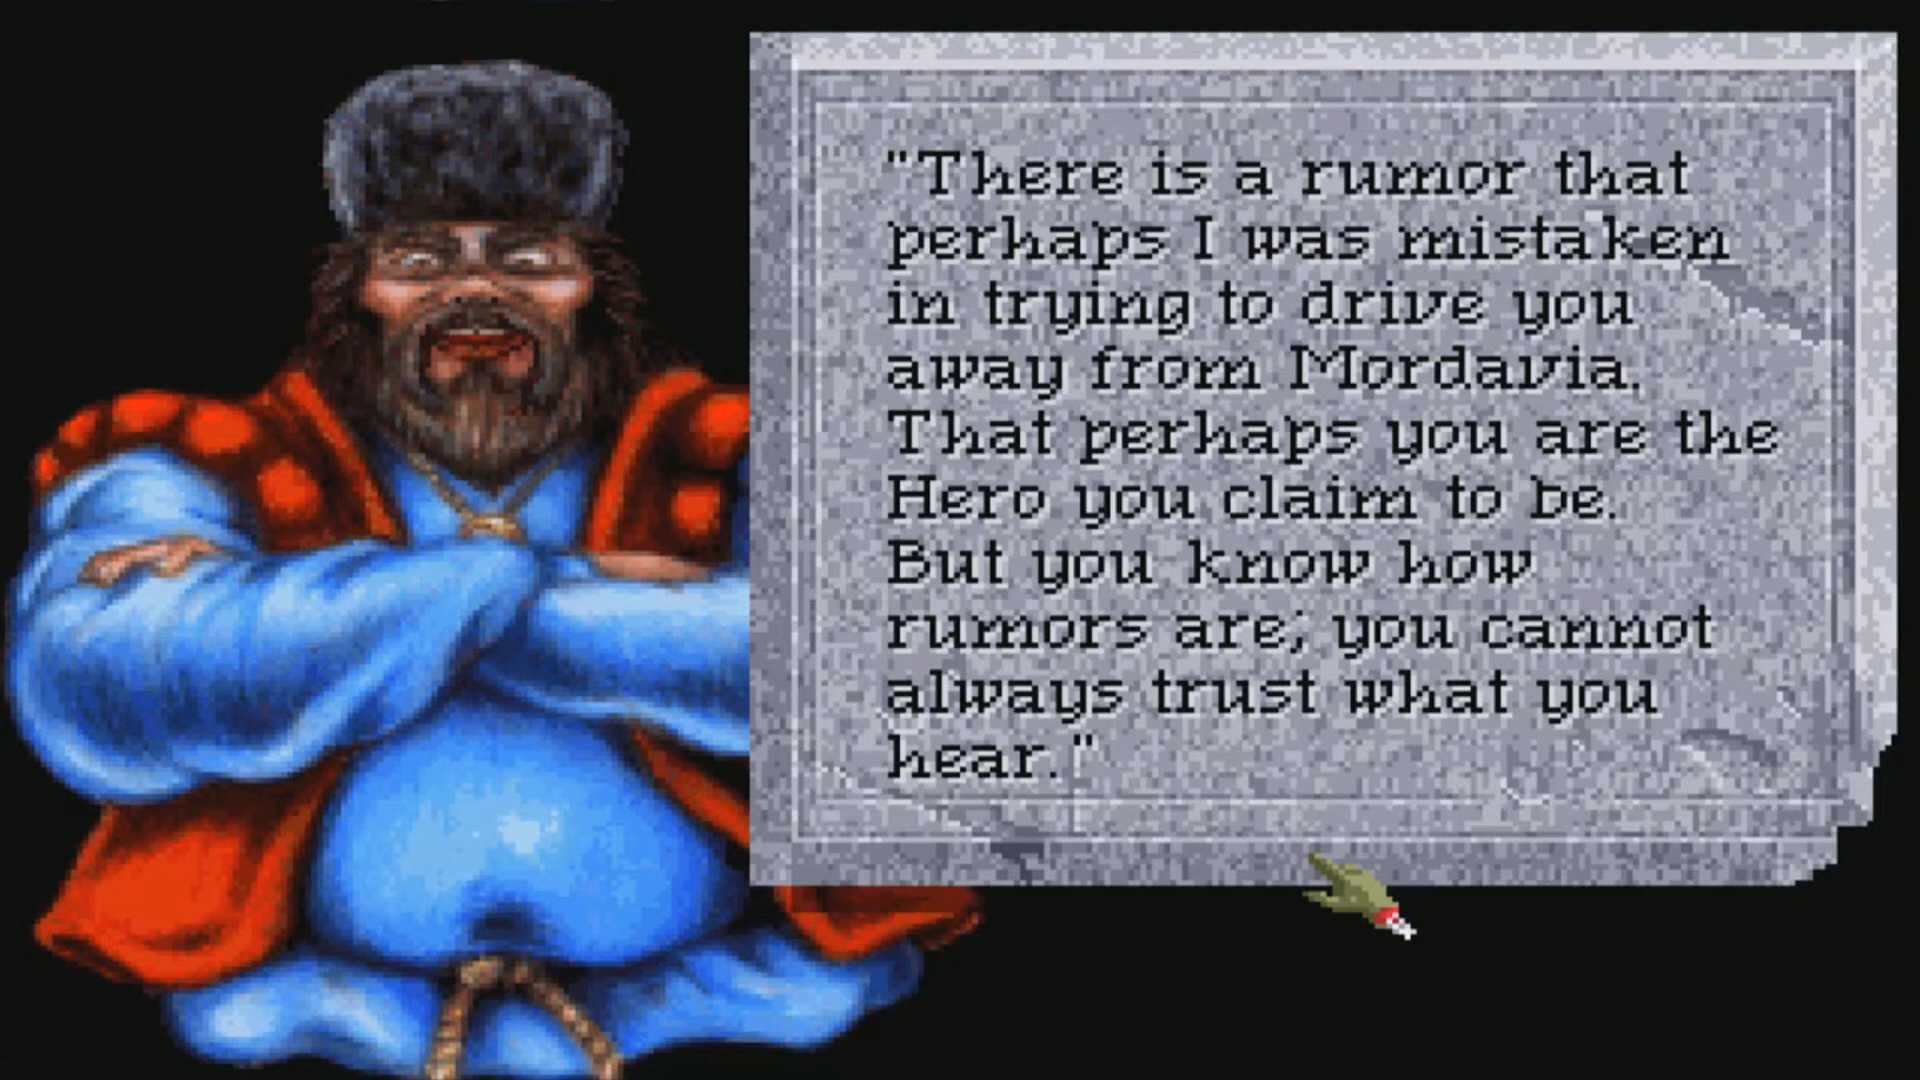 "There is a rumor that
perhaps I was mistaken
in trying to drive you
away from Mordavia.
That perhaps you are the
Hero you claim to be.
But you know how
rumors are; you cannot
always trust what you
hear."